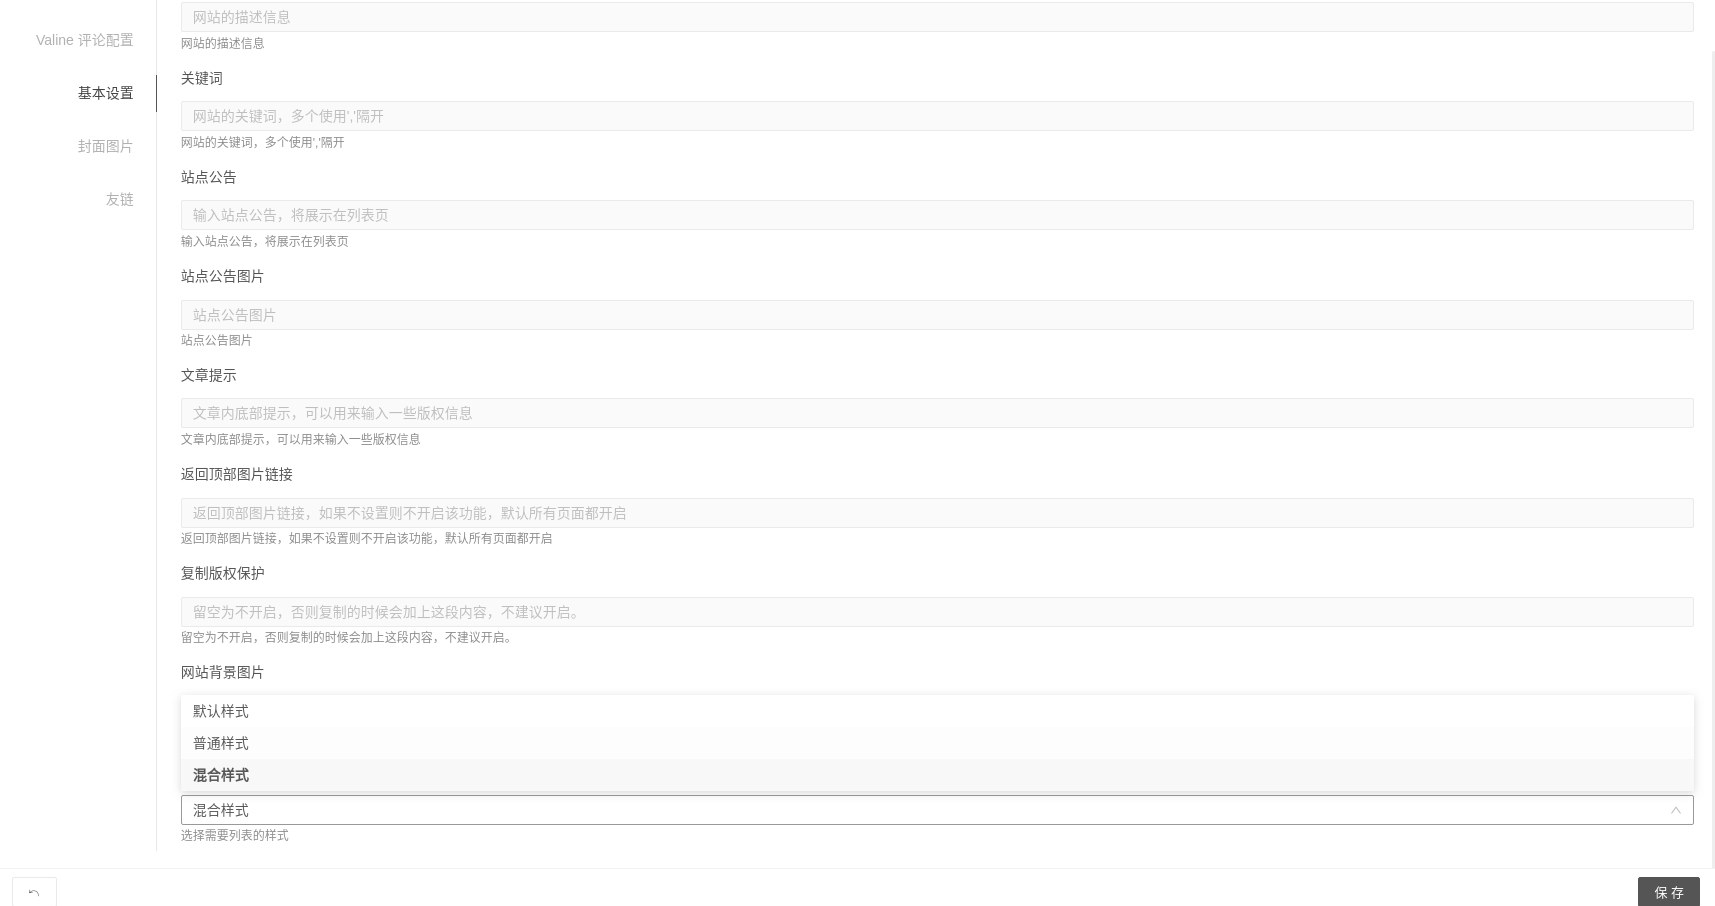 Valine 评论配置
基本设置
封面图片
友链
网站的描述信息
网站的描述信息
关键词
网站的关键词，多个使用','隔开
网站的关键词，多个使用','隔开
站点公告
输入站点公告，将展示在列表页
输入站点公告，将展示在列表页
站点公告图片
站点公告图片
站点公告图片
文章提示
文章内底部提示，可以用来输入一些版权信息
文章内底部提示，可以用来输入一些版权信息
返回顶部图片链接
返回顶部图片链接，如果不设置则不开启该功能，默认所有页面都开启
返回顶部图片链接，如果不设置则不开启该功能，默认所有页面都开启
复制版权保护
留空为不开启，否则复制的时候会加上这段内容，不建议开启。
留空为不开启，否则复制的时候会加上这段内容，不建议开启。
网站背景图片
默认样式
普通样式
混合样式
混合样式
选择需要列表的样式
保 存